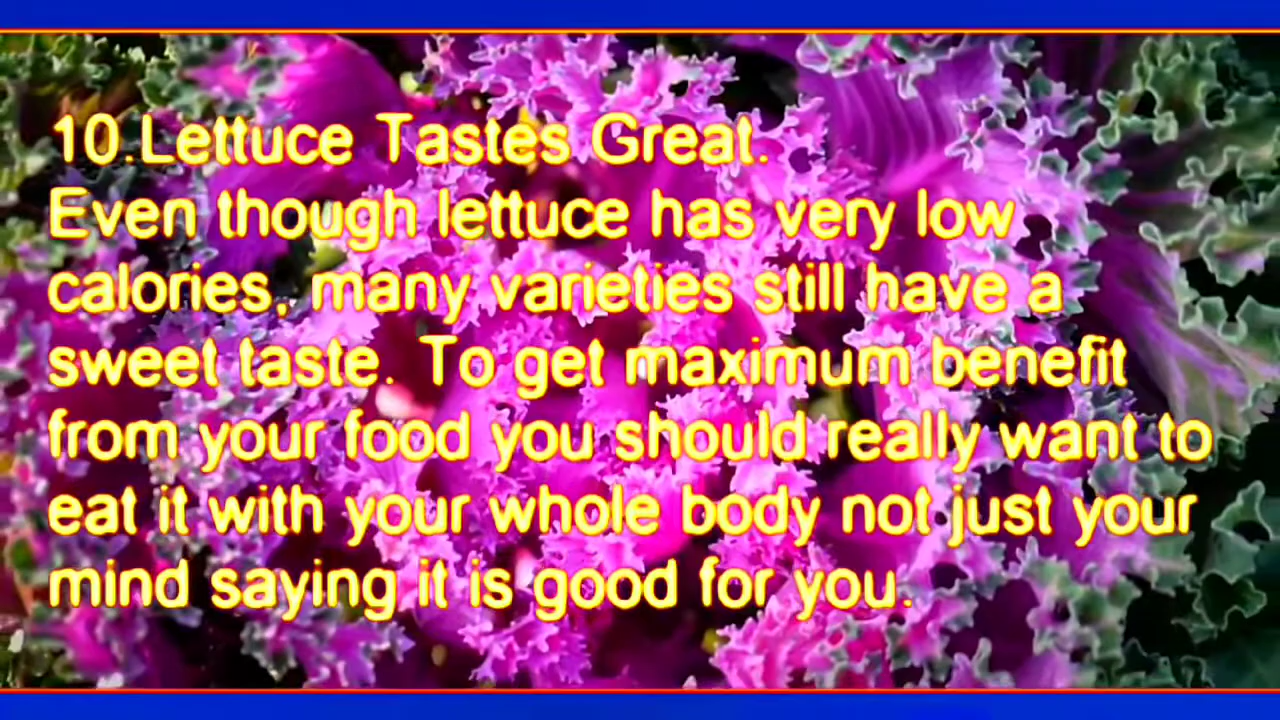 10.Lettuce Tastes Great.
Even though lettuce has very low
calories, many varieties still have a
sweet taste. To get maximum benefit
from your food you should really want to
eat it with your whole body not just your
mind saying it is good for you.